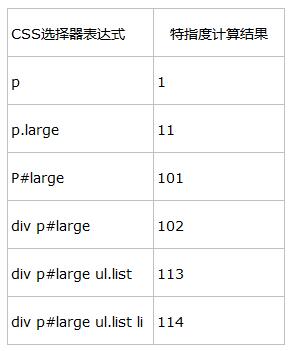 CSS选择器表达式 特指度计算结果
p 1
p.large 11
P#large 101
div p#large 102
div p#large ul.list 113
div p#large ul.list li 114